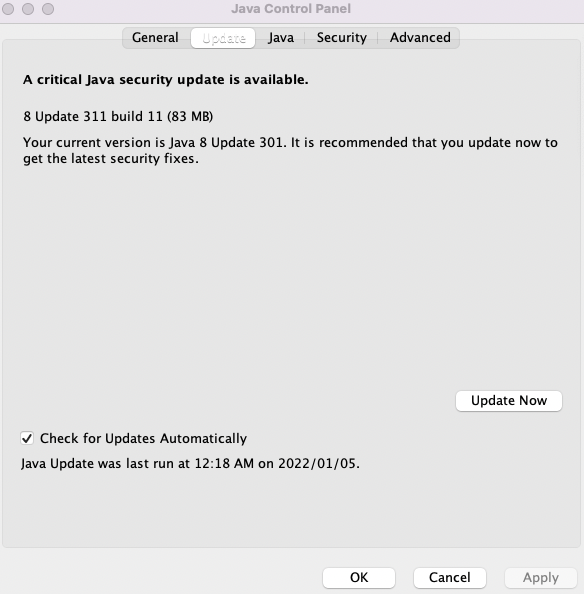 Java Control Panel
General Update Java Security Advanced
A critical Java security update is available.
8 Update 311 build 11 (83 MB)
Your current version is Java 8 Update 301. It is recommended that you update now to
get the latest security fixes.
Update Now
Check for Updates Automatically
Java Update was last run at 12:18 AM on 2022/01/05.
OK Cancel Apply